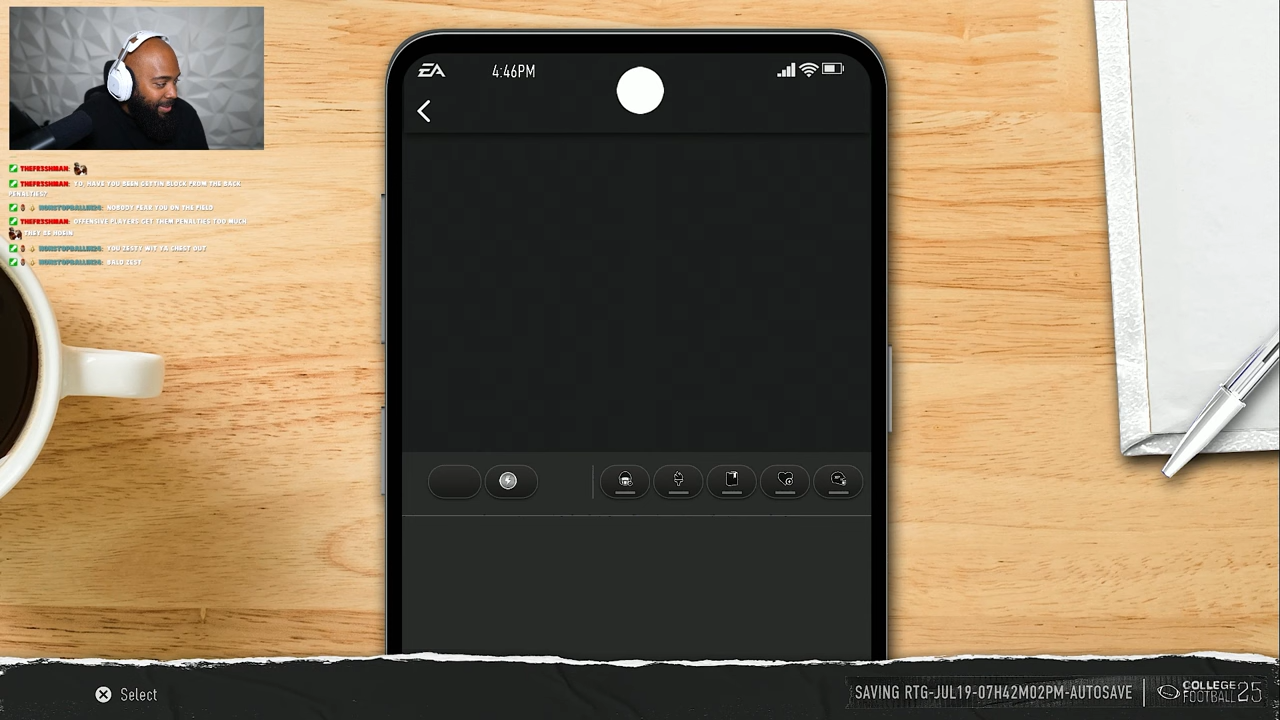 EA
4:46PM
THEFR3SHMAN:
THEFR3SHMAN: YO, HAVE YOU BEEN GETTIN BLOCK FROM THE BACK
PENALTIES?
NOBODY FEAR YOU ON THE FIELD
THEFR3SHMAN: OFFENSIVE PLAYERS GET THEM PENALTIES TOO MUCH.
THEY BE HOEIN
YOU ZESTY WIT YA CHEST OUT
BALD ZEST
Select
SAVING RTG-JUL19-07H42M02PM-AUTOSAVE
COLLEGE
FOOTBALL 25